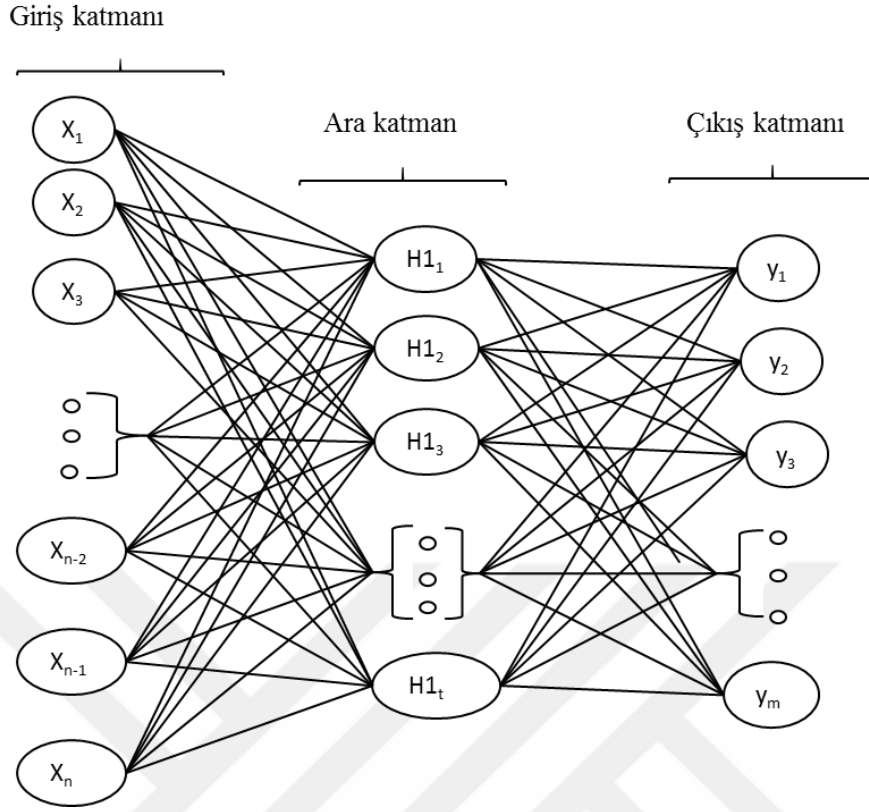 Giriş katmanı
Ara katman
Çıkış katmanı
X₁
X₂
X₃
Xₙ₋₂
Xₙ₋₁
Xₙ
H1₁
H1₂
H1₃
H1ₜ
y₁
y₂
y₃
yₘ